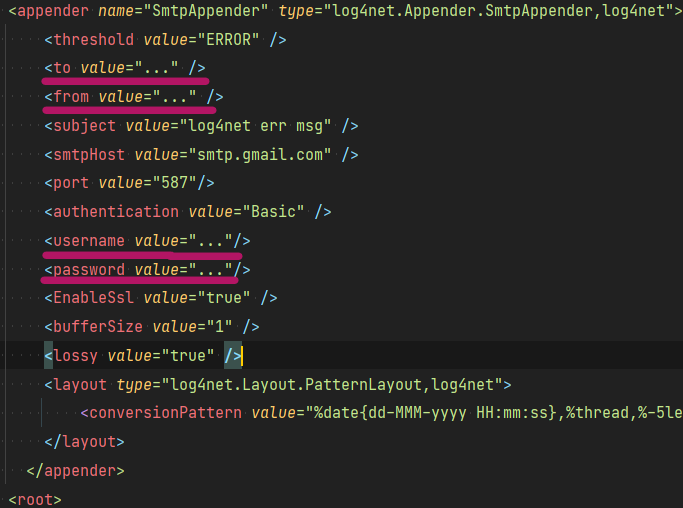 <appender name="SmtpAppender" type="log4net.Appender.SmtpAppender,log4net">
<threshold value="ERROR" />
<to value="..." />
<from value="..." />
<subject value="log4net err msg" />
<smtpHost value="smtp.gmail.com" />
<port value="587"/>
<authentication value="Basic" />
<username value="..."/>
<password value="..."/>
<EnableSsl value="true" />
<bufferSize value="1" />
<lossy value="true" />
<layout type="log4net.Layout.PatternLayout,log4net">
<conversionPattern value="%date{dd-MMM-yyyy HH:mm:ss},%thread,%-5le
</layout>
</appender>
<root>